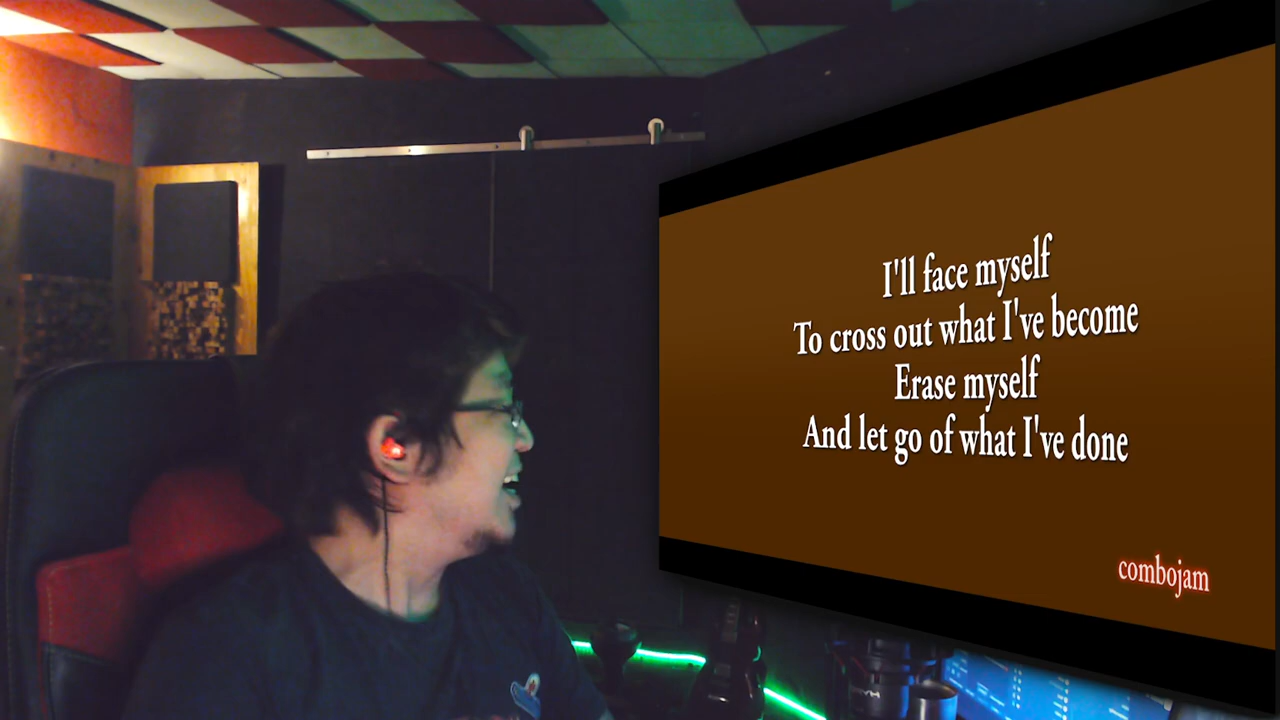 I'll face myself
To cross out what I've become
Erase myself
And let go of what I've done
combojam